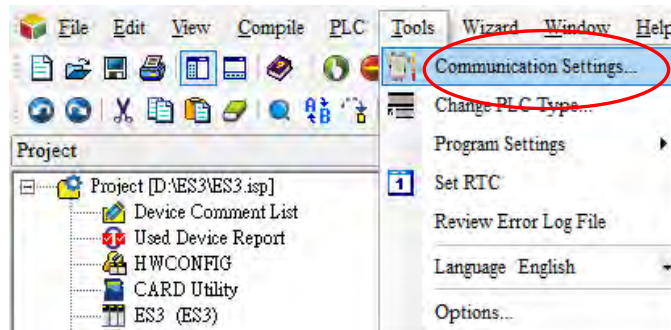 File Edit View Compile PLC Tools Wizard Window Help
Communication Settings...
Change PLC Type...
Project
Program Settings
Project [D:\ES3\ES3.isp]
1 Set RTC
Device Comment List
Review Error Log File
Used Device Report
HWCONFIG
Language English
CARD Utility
ES3 (ES3)
Options...